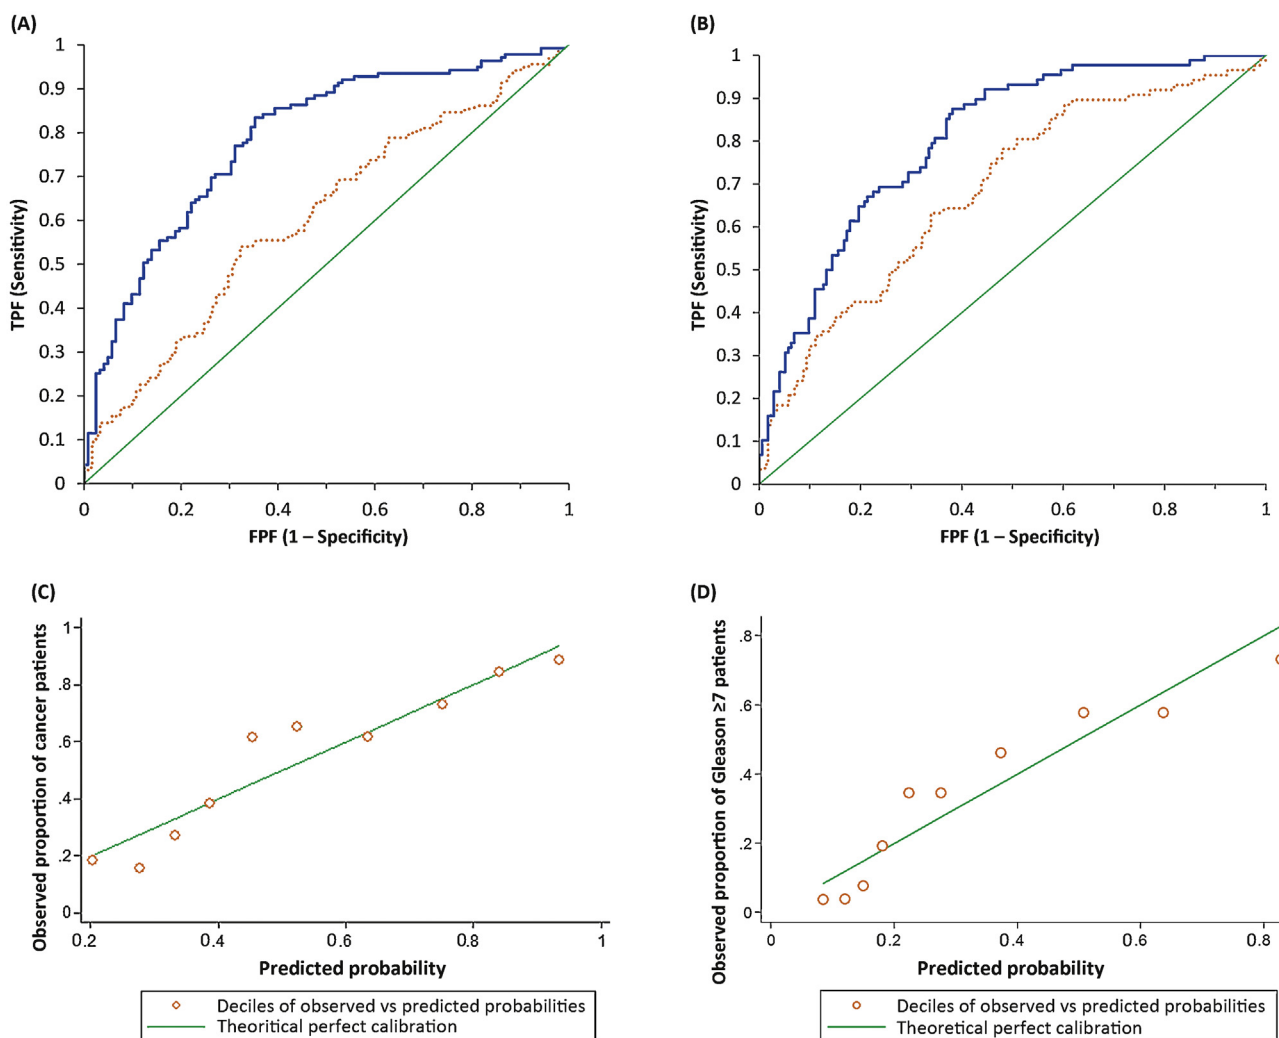 (A)
1
0.9
0.8
0.7
0.6
0.5
0.4
0.3
0.2
0.1
0
TPF (Sensitivity)
0 0.2 0.4 0.6 0.8 1
FPF (1 – Specificity)
(B)
1
0.9
0.8
0.7
0.6
0.5
0.4
0.3
0.2
0.1
0
TPF (Sensitivity)
0 0.2 0.4 0.6 0.8 1
FPF (1 – Specificity)
(C)
Observed proportion of cancer patients
1
.8
.6
.4
.2
0
0.2 0.4 0.6 0.8 1
Predicted probability
Deciles of observed vs predicted probabilities
Theoritical perfect calibration
(D)
Observed proportion of Gleason ≥7 patients
.8
.6
.4
.2
0
0 0.2 0.4 0.6 0.8
Predicted probability
Deciles of observed vs predicted probabilities
Theoretical perfect calibration